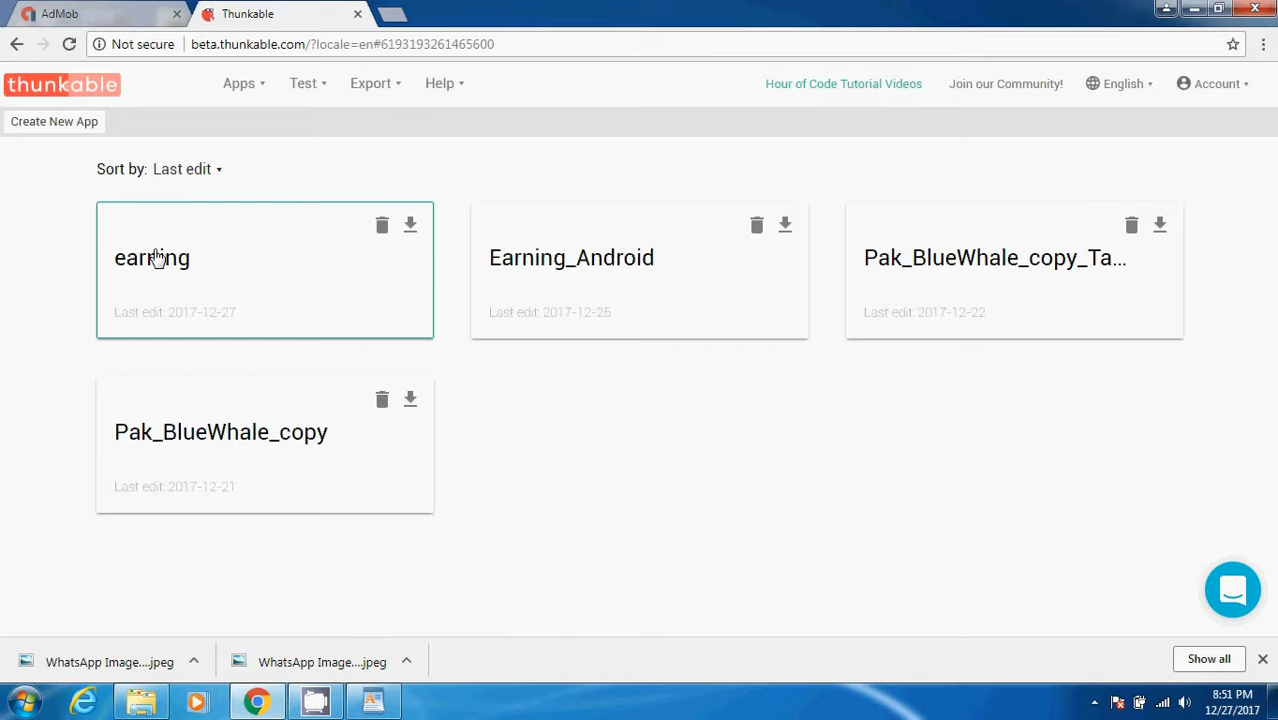 AdMob
Thunkable
Not secure
beta.thunkable.com/?locale=en#6193193261465600
thunkable
Apps
Test
Export
Help
Hour of Code Tutorial Videos
Join our Community!
English
Account
Create New App
Sort by: Last edit
earning
Last edit: 2017-12-27
Earning_Android
Last edit: 2017-12-25
Pak_BlueWhale_copy_Ta...
Last edit: 2017-12-22
Pak_BlueWhale_copy
Last edit: 2017-12-21
WhatsApp Image....jpeg
WhatsApp Image....jpeg
Show all
8:51 PM
12/27/2017